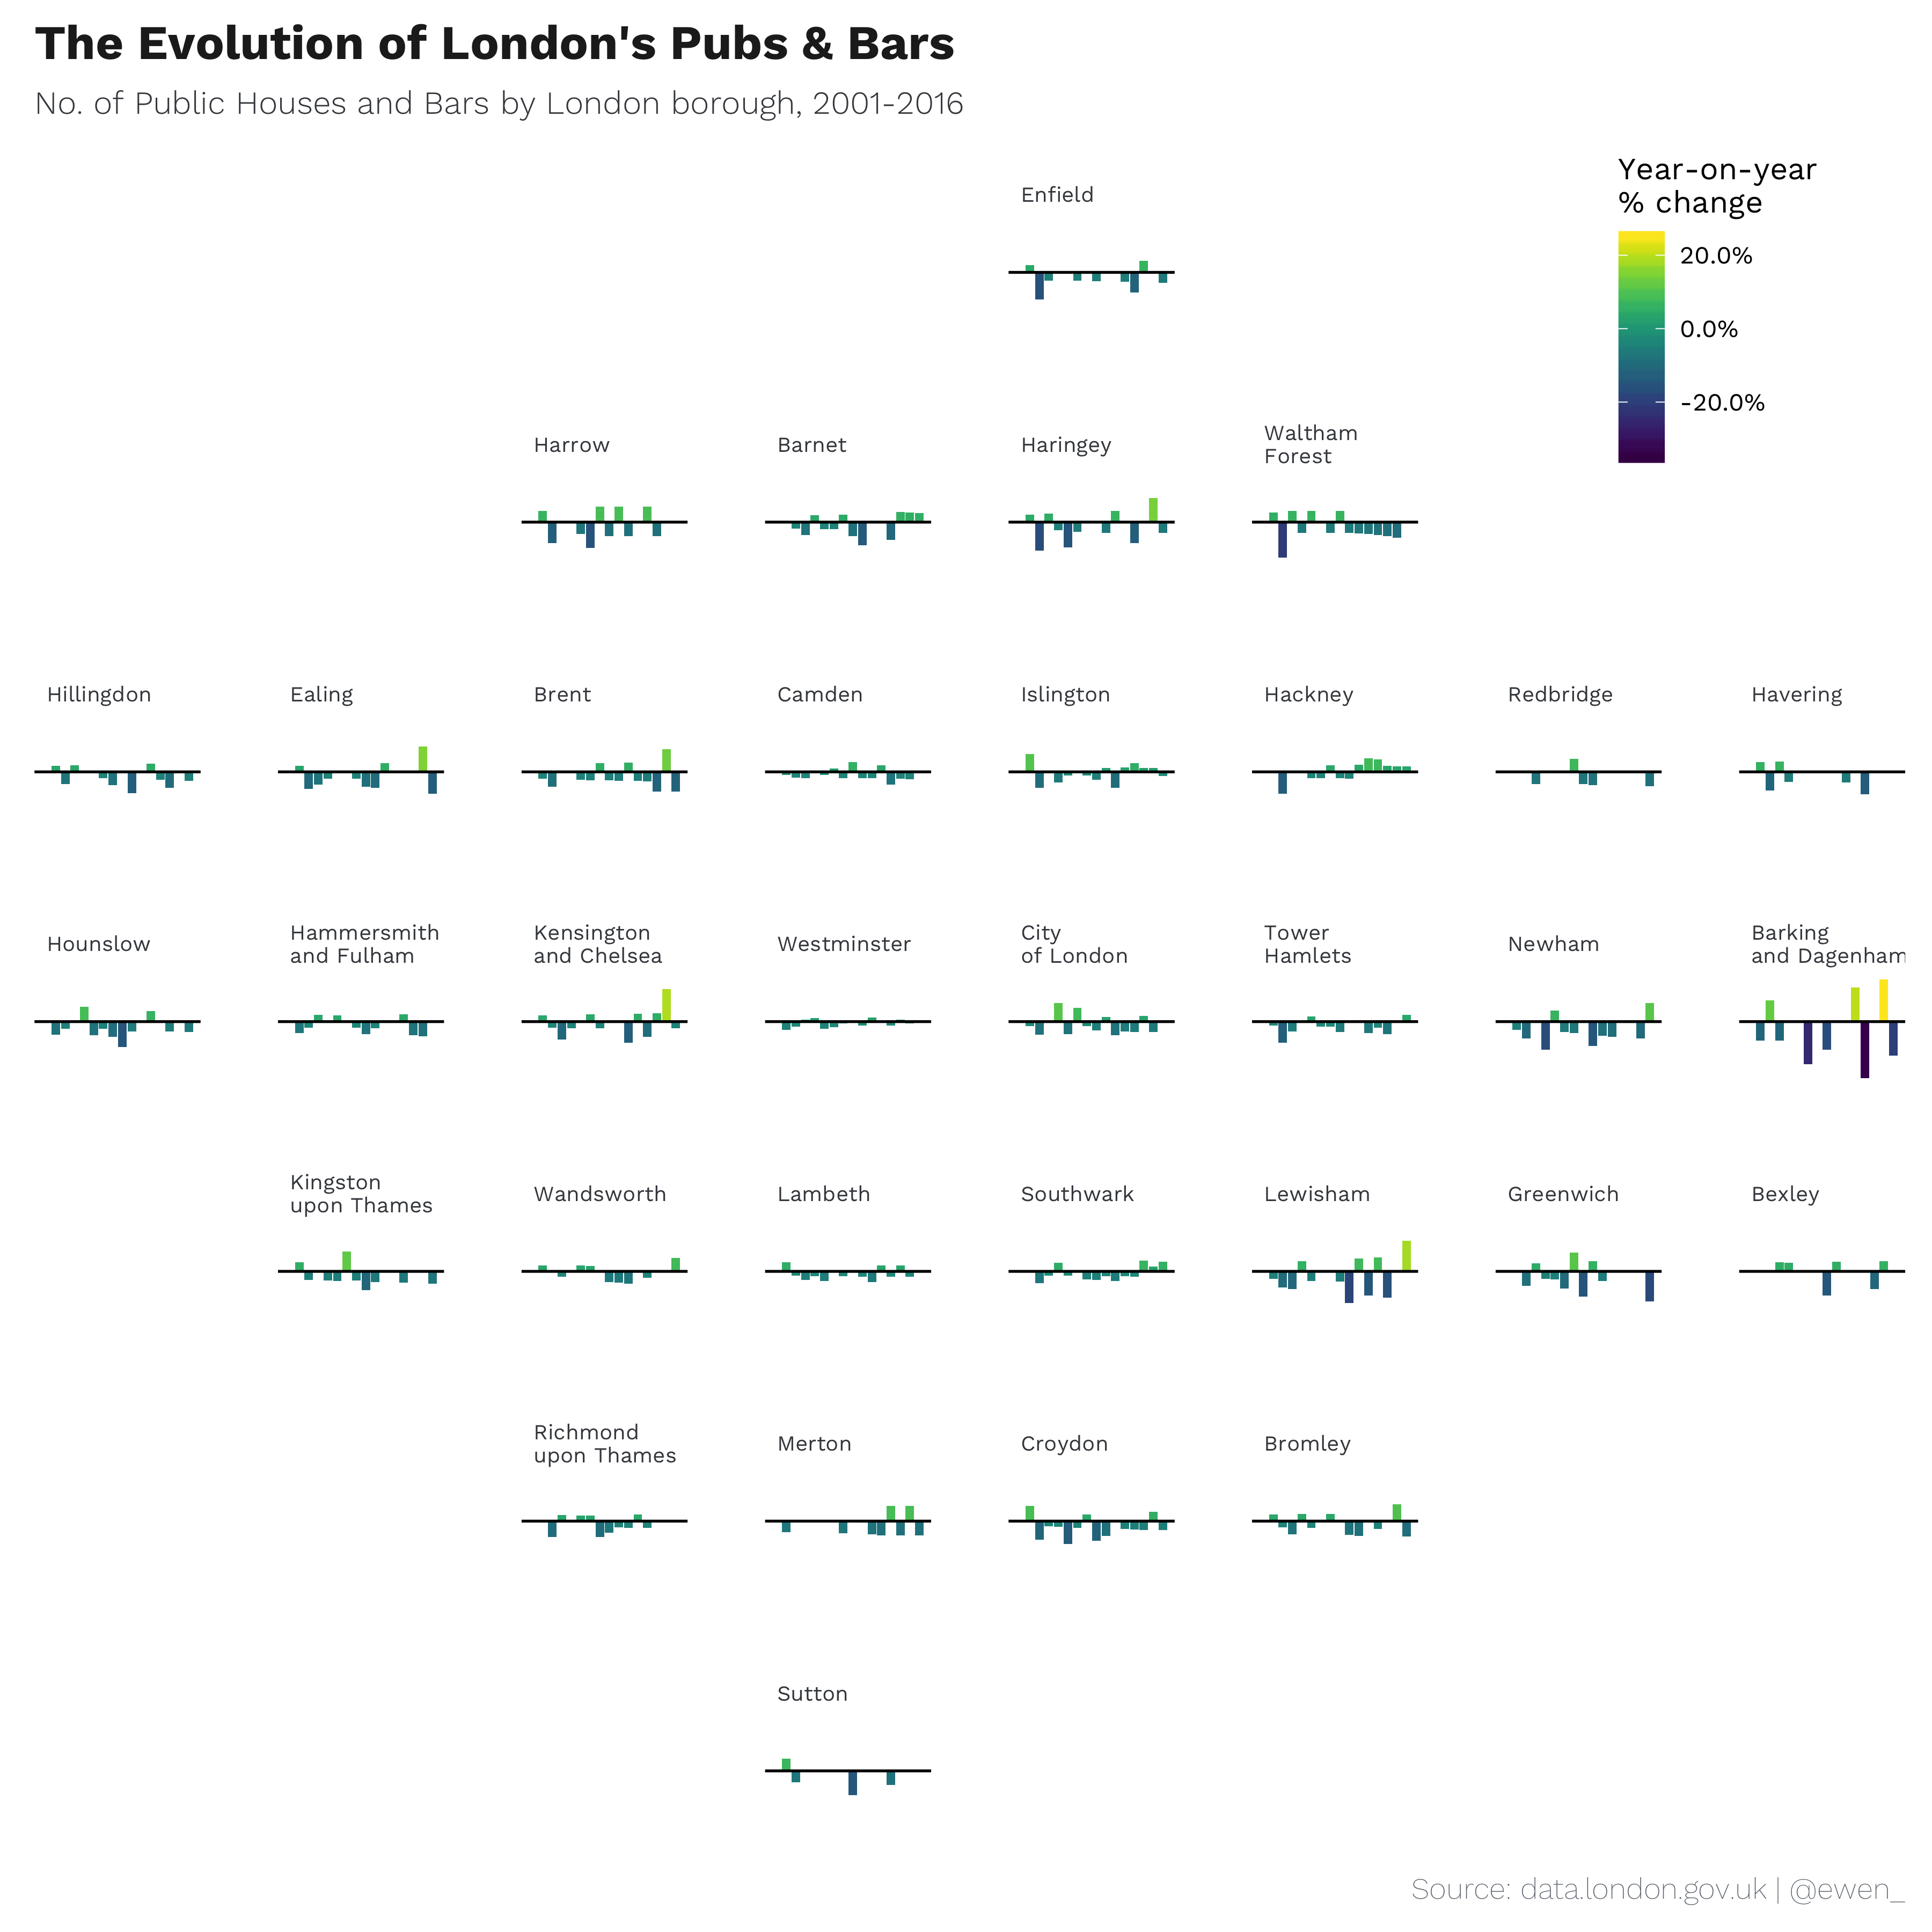 The Evolution of London's Pubs & Bars
No. of Public Houses and Bars by London borough, 2001-2016
Year-on-year
% change
20.0%
0.0%
-20.0%
Enfield
Harrow
Barnet
Haringey
Waltham
Forest
Hillingdon
Ealing
Brent
Camden
Islington
Hackney
Redbridge
Havering
Hounslow
Hammersmith
and Fulham
Kensington
and Chelsea
Westminster
City
of London
Tower
Hamlets
Newham
Barking
and Dagenham
Kingston
upon Thames
Wandsworth
Lambeth
Southwark
Lewisham
Greenwich
Bexley
Richmond
upon Thames
Merton
Croydon
Bromley
Sutton
Source: data.london.gov.uk | @ewen_